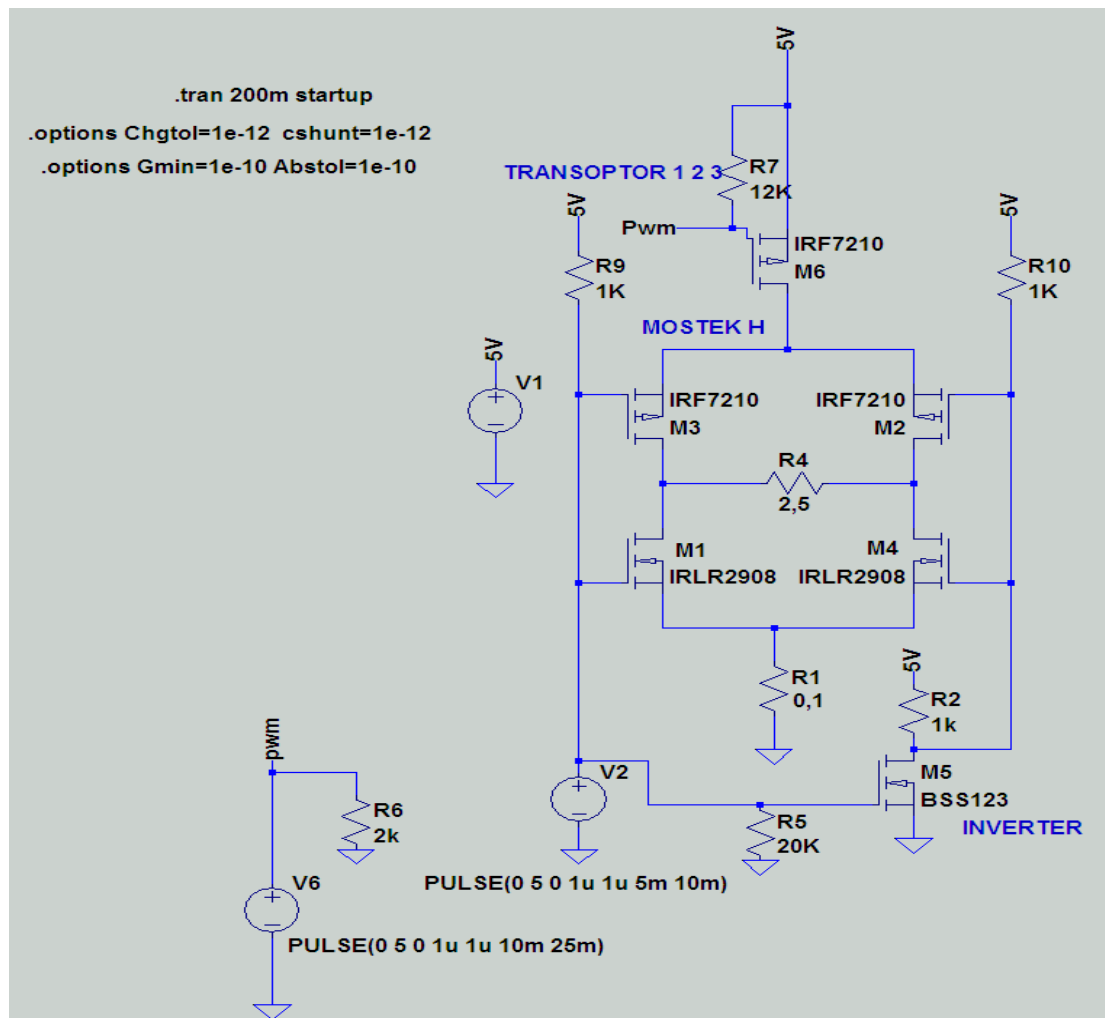 5V
.tran 200m startup
.options Chgtol=1e-12 cshunt=1e-12
.options Gmin=1e-10 Abstol=1e-10
TRANSOPTOR 1 2 3
R7
12K
5V
5V
Pwm
IRF7210
M6
R9
1K
R10
1K
MOSTEK H
5V
V1
IRF7210
M3
IRF7210
M2
R4
2,5
M1
IRLR2908
M4
IRLR2908
R1
0,1
5V
R2
1k
pwm
V2
M5
BSS123
R6
2k
R5
20K
INVERTER
V6
PULSE(0 5 0 1u 1u 5m 10m)
PULSE(0 5 0 1u 1u 10m 25m)